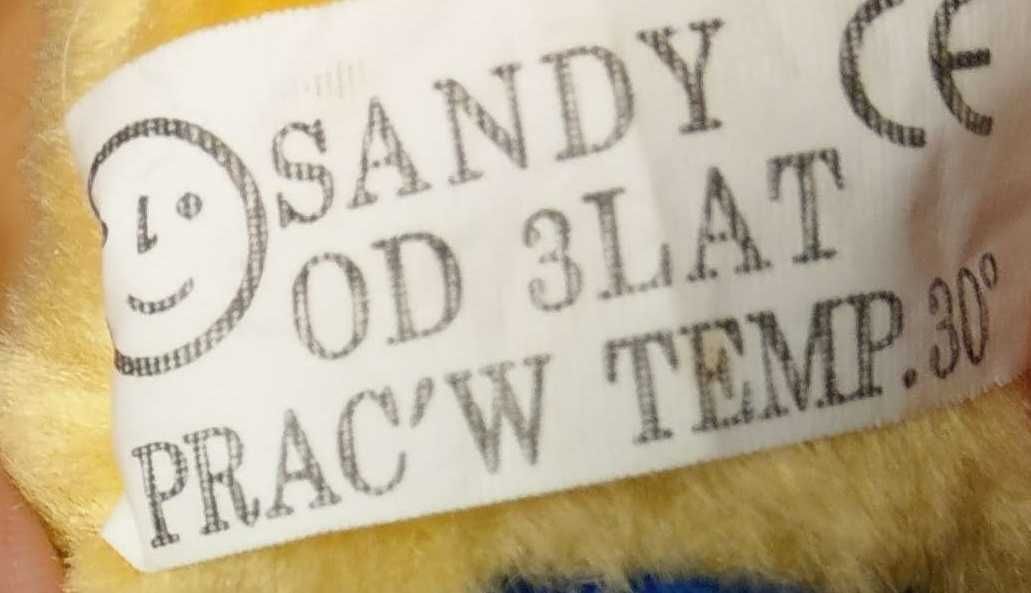 SANDY CE
OD 3LAT
PRAC'W TEMP.30°